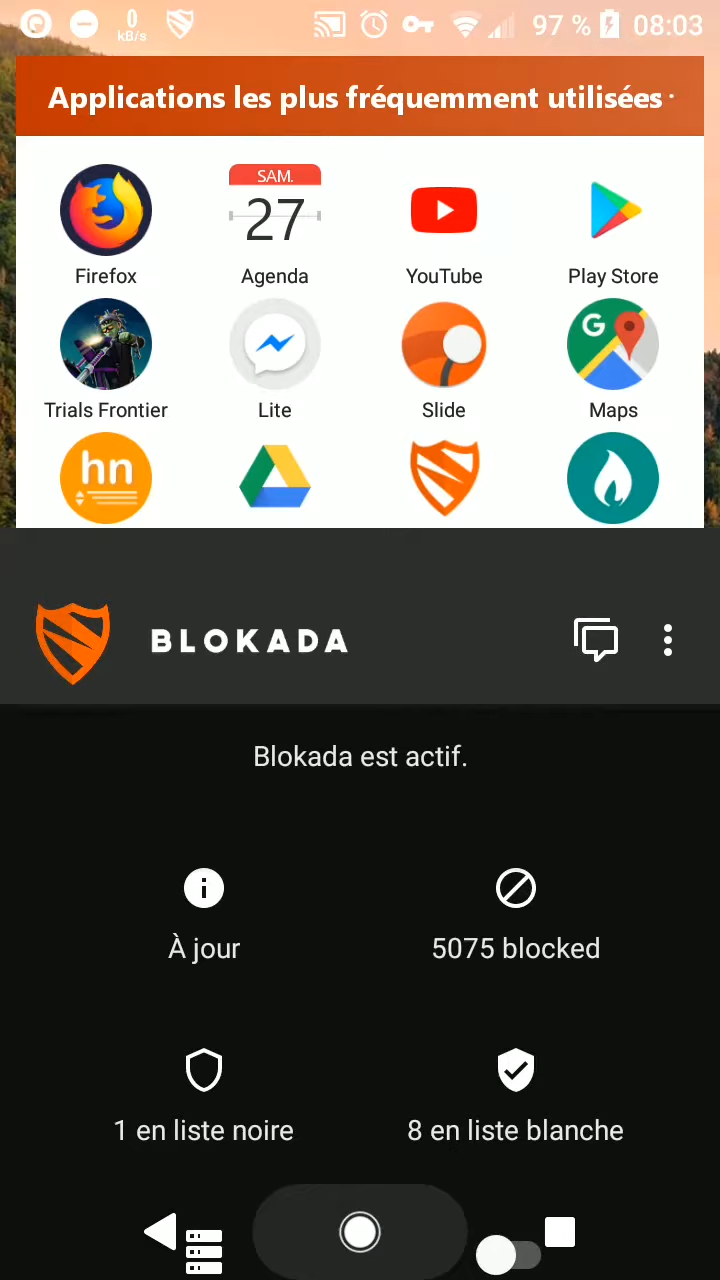 0
kB/s
97 %
08:03
Applications les plus fréquemment utilisées
SAM.
27
Firefox
Agenda
YouTube
Play Store
G
Trials Frontier
Lite
Slide
Maps
hn
BLOKADA
Blokada est actif.
À jour
5075 blocked
1 en liste noire
8 en liste blanche